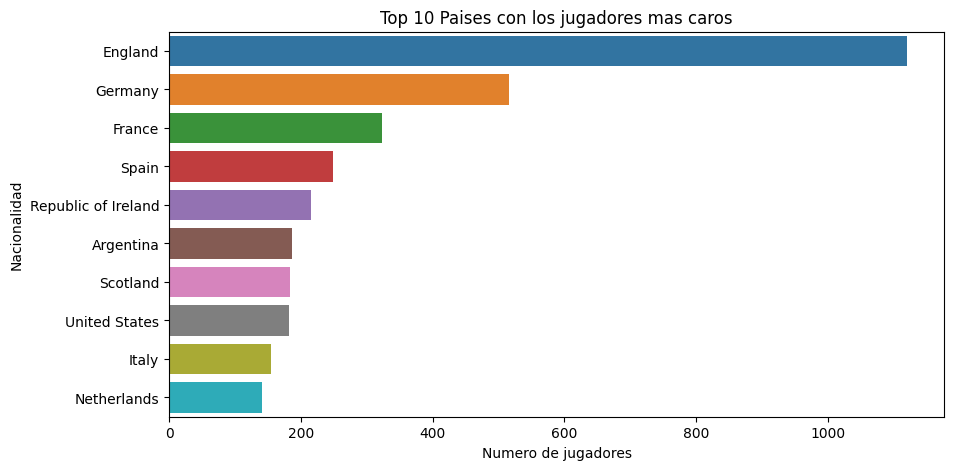 Top 10 Paises con los jugadores mas caros
Nacionalidad
England
Germany
France
Spain
Republic of Ireland
Argentina
Scotland
United States
Italy
Netherlands
0 200 400 600 800 1000
Numero de jugadores